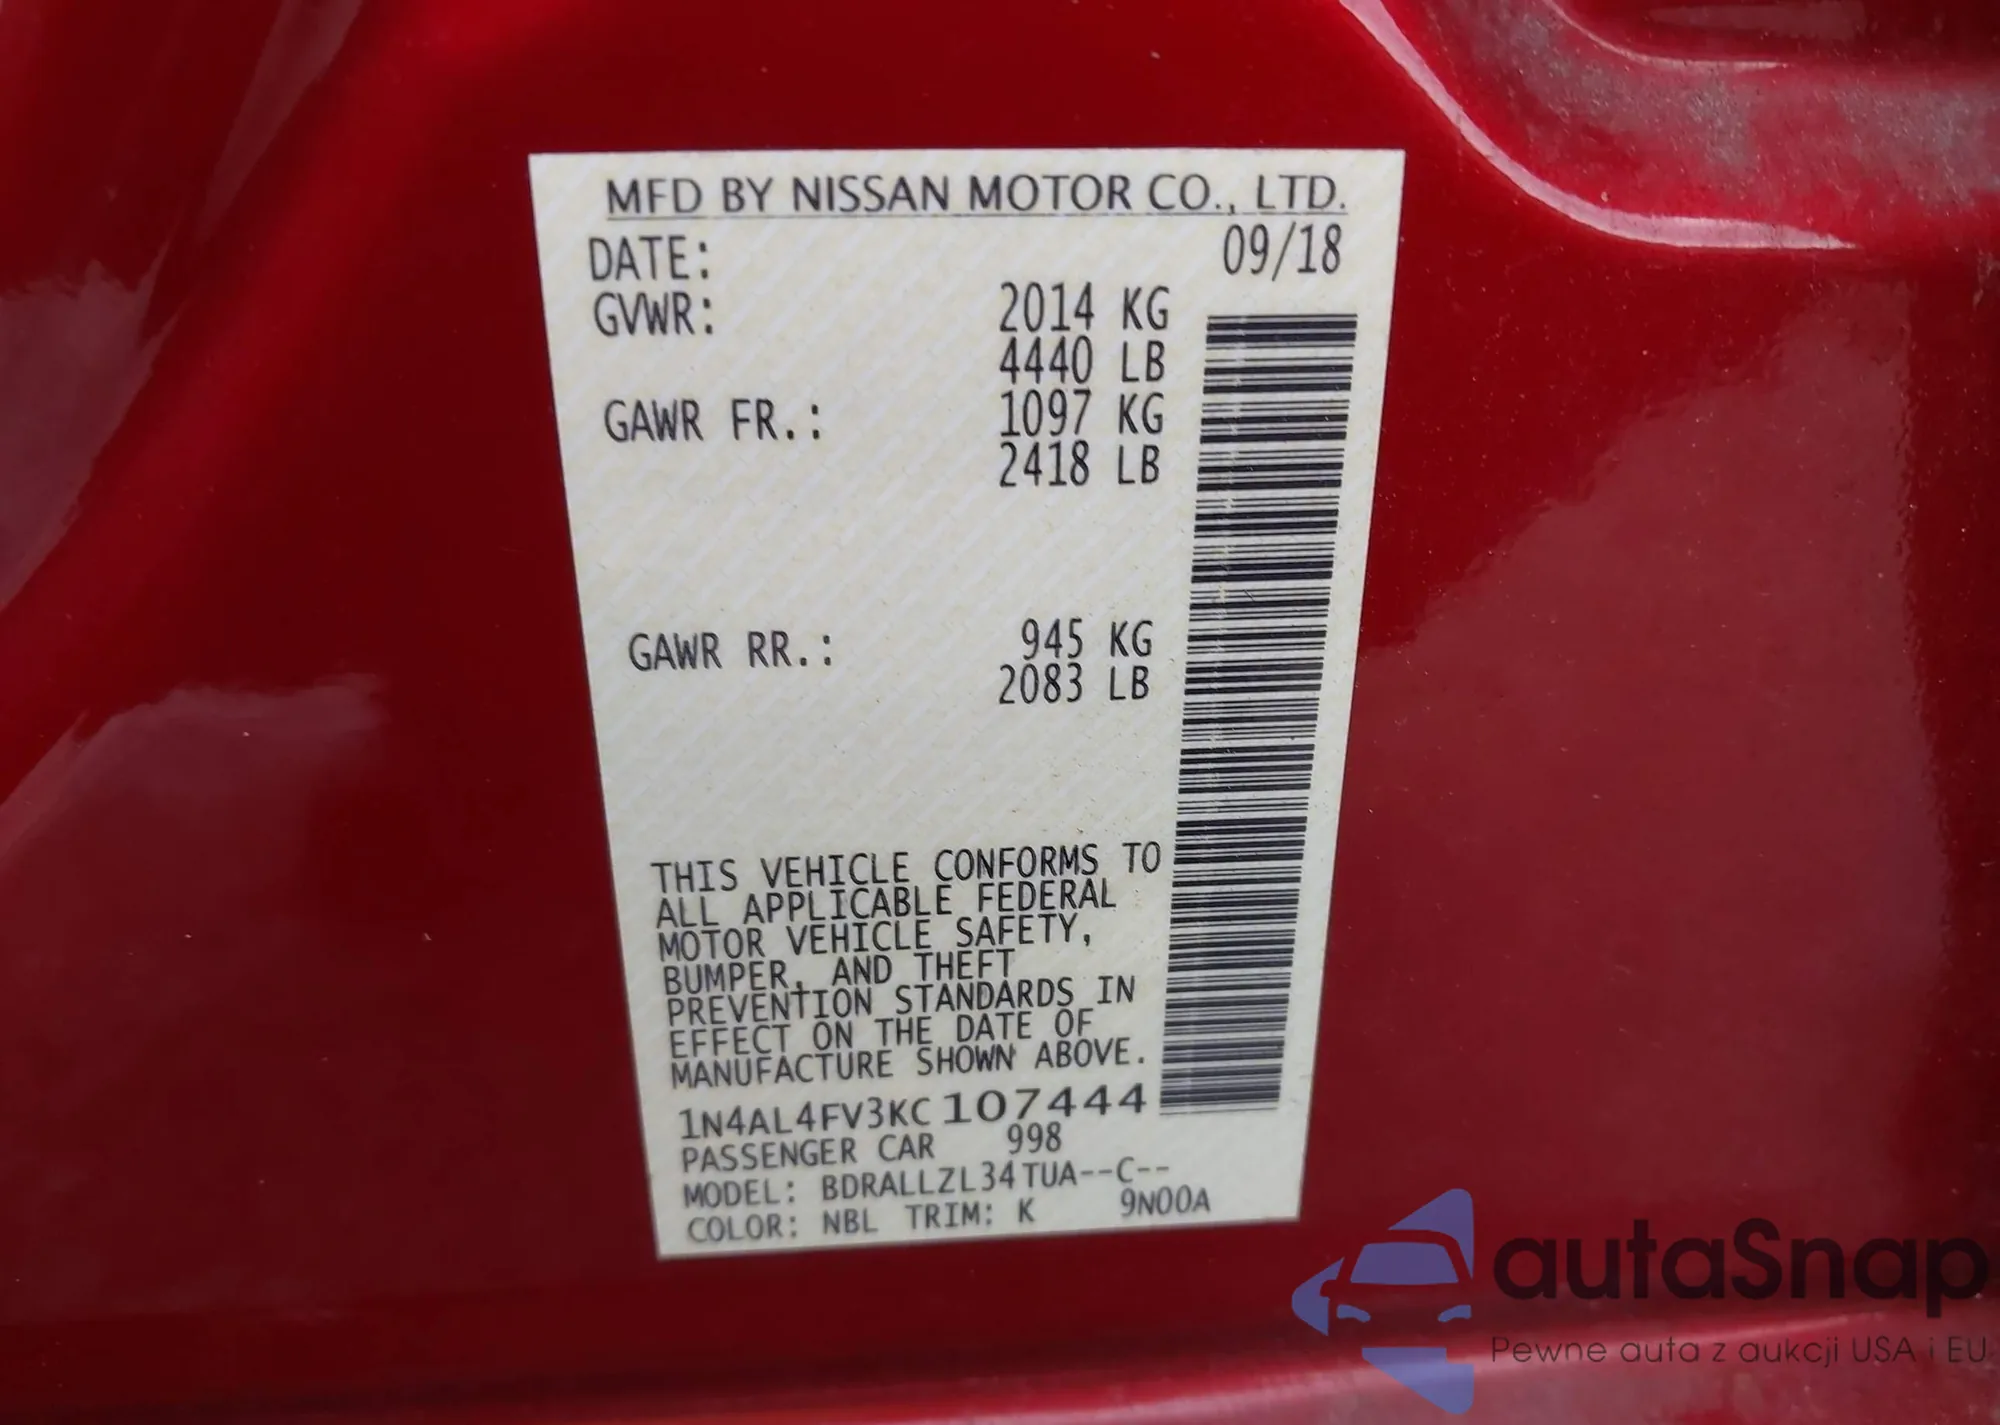 MFD BY NISSAN MOTOR CO., LTD.
DATE: 09/18
GVWR: 2014 KG
4440 LB
GAWR FR.: 1097 KG
2418 LB
GAWR RR.: 945 KG
2083 LB
THIS VEHICLE CONFORMS TO
ALL APPLICABLE FEDERAL
MOTOR VEHICLE SAFETY,
BUMPER, AND THEFT
PREVENTION STANDARDS IN
EFFECT ON THE DATE OF
MANUFACTURE SHOWN ABOVE.
1N4AL4FV3KC107444
PASSENGER CAR 998
MODEL: BDRALLZL34TUA--C--
COLOR: NBL TRIM: K 9N00A
autaSnap
Pewne auta z aukcji USA i EU